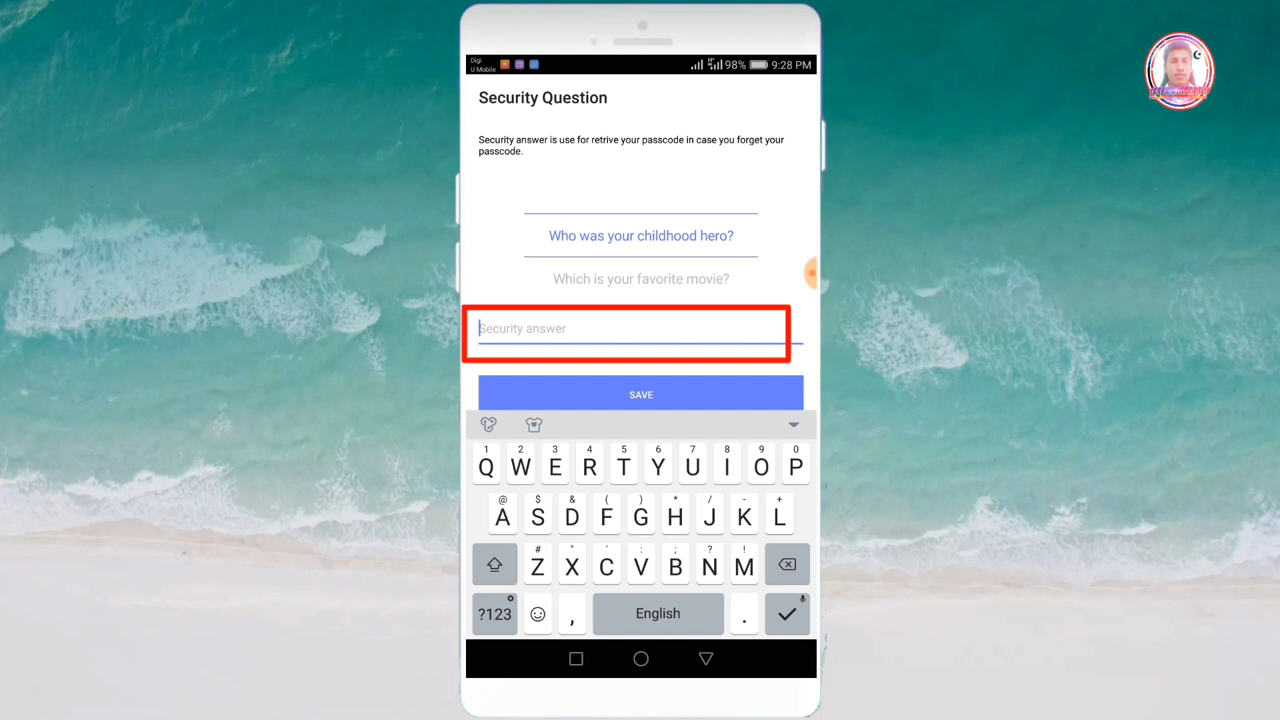 Digi
U Mobile
98% 9:28 PM
Security Question
Security answer is use for retrive your passcode in case you forget your
passcode.
Who was your childhood hero?
Which is your favorite movie?
Security answer
SAVE
1 2 3 4 5 6 7 8 9 0
Q W E R T Y U I O P
@ $ & ( ) * / - +
A S D F G H J K L
# " ' : ; ? !
Z X C V B N M
?123 , English .